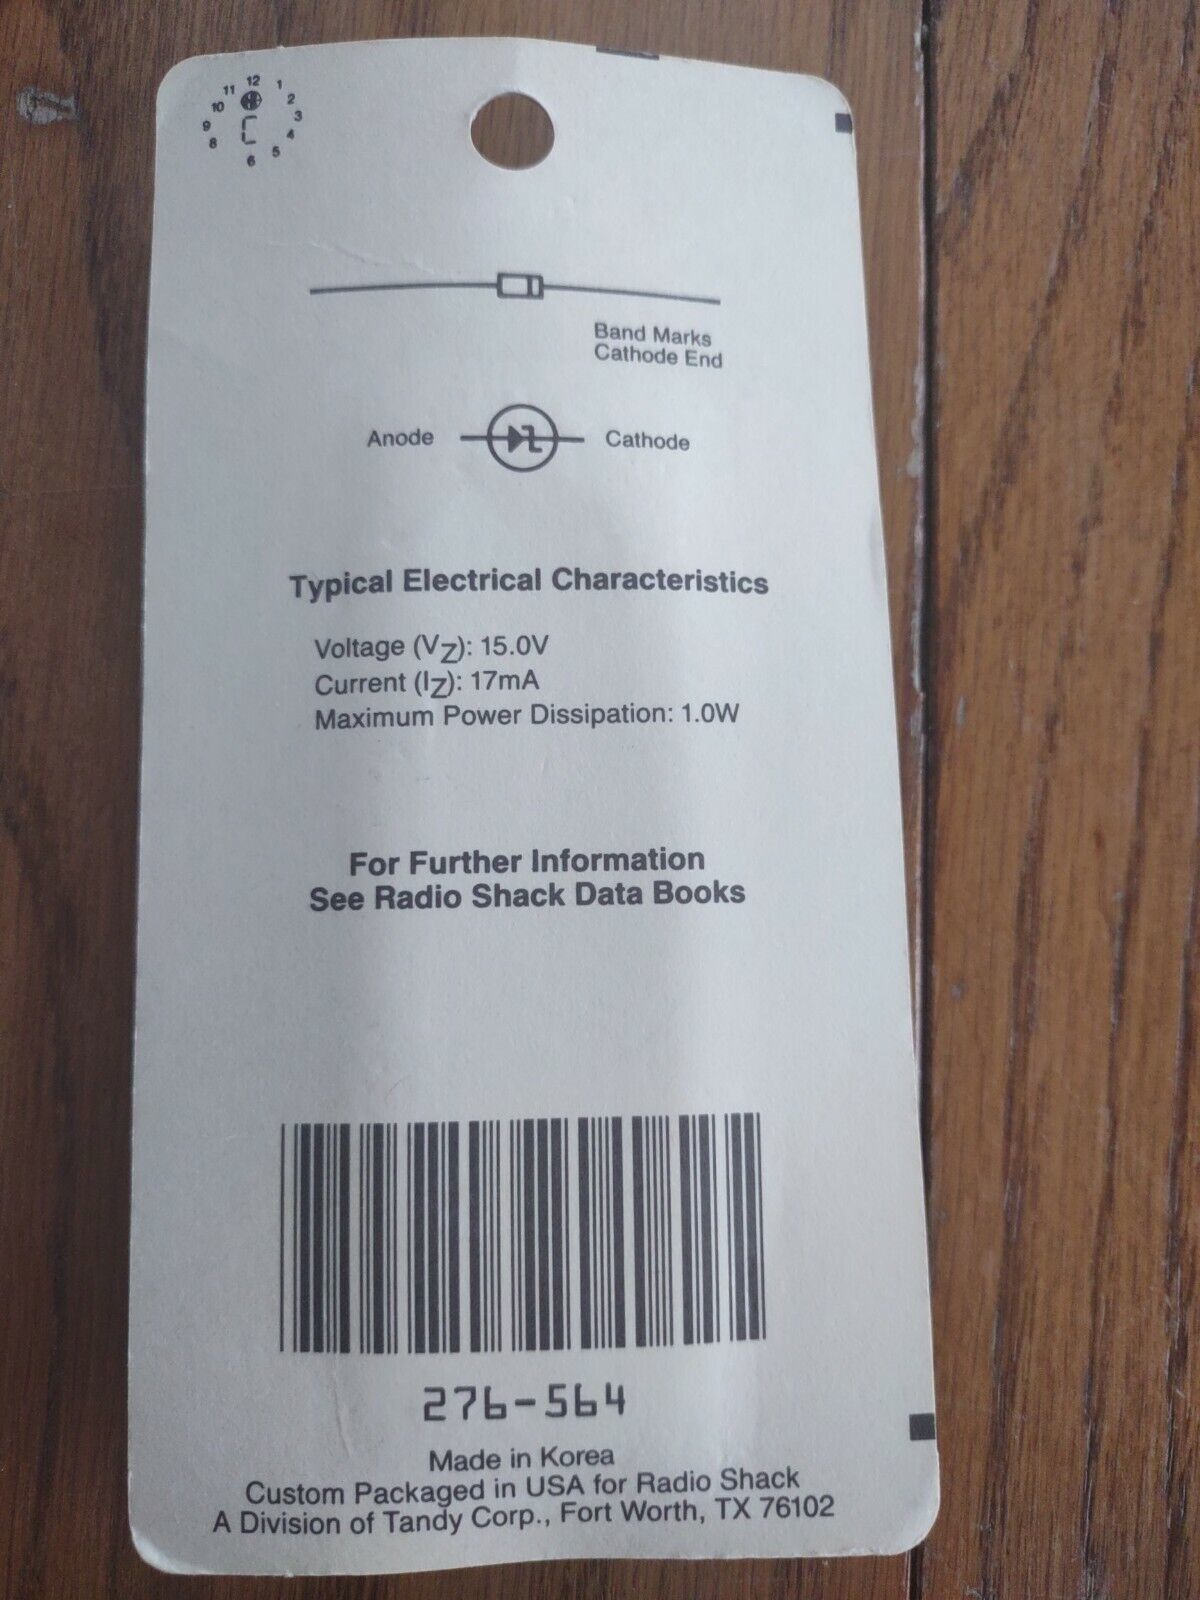 12
11 1
10 2
9 3
8 4
6 5
Band Marks
Cathode End
Anode Cathode
Typical Electrical Characteristics
Voltage (VZ): 15.0V
Current (IZ): 17mA
Maximum Power Dissipation: 1.0W
For Further Information
See Radio Shack Data Books
276-564
Made in Korea
Custom Packaged in USA for Radio Shack
A Division of Tandy Corp., Fort Worth, TX 76102